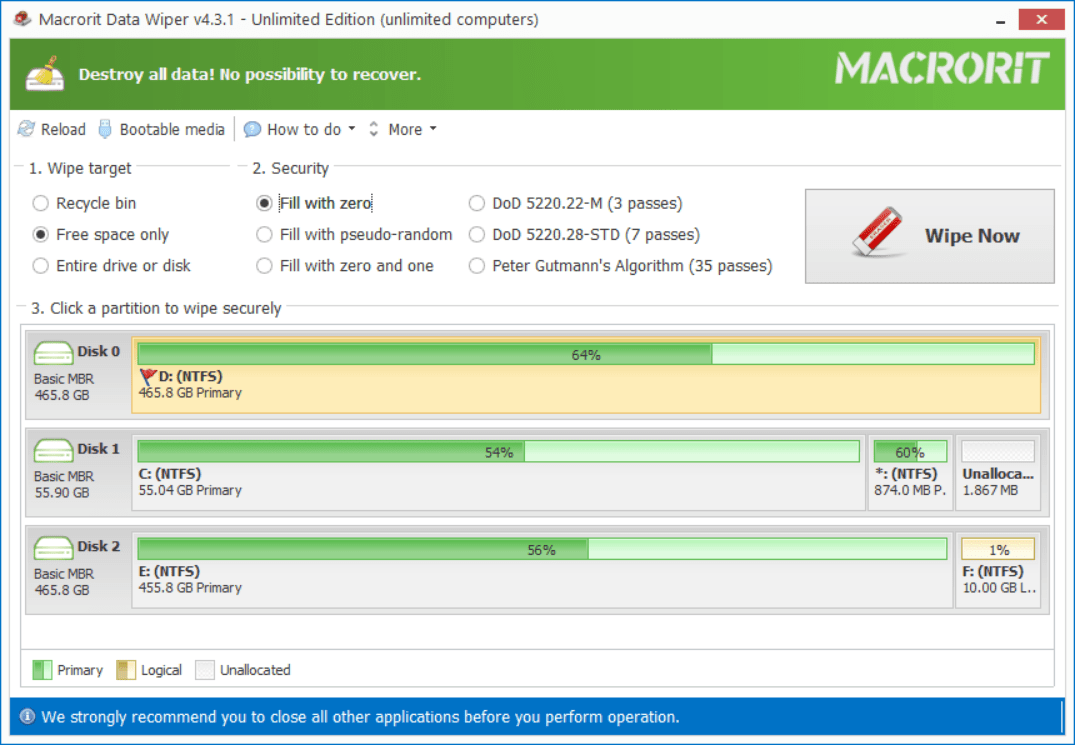 Macrorit Data Wiper v4.3.1 - Unlimited Edition (unlimited computers)
Destroy all data! No possibility to recover.
MACRORIT
Reload Bootable media How to do More
1. Wipe target
Recycle bin
Free space only
Entire drive or disk
2. Security
Fill with zero
Fill with pseudo-random
Fill with zero and one
DoD 5220.22-M (3 passes)
DoD 5220.28-STD (7 passes)
Peter Gutmann's Algorithm (35 passes)
Wipe Now
3. Click a partition to wipe securely
Disk 0
Basic MBR
465.8 GB
64%
D: (NTFS)
465.8 GB Primary
Disk 1
Basic MBR
55.90 GB
54%
C: (NTFS)
55.04 GB Primary
60%
*: (NTFS)
874.0 MB P.
Unalloca...
1.867 MB
Disk 2
Basic MBR
465.8 GB
56%
E: (NTFS)
455.8 GB Primary
1%
F: (NTFS)
10.00 GB L..
Primary Logical Unallocated
We strongly recommend you to close all other applications before you perform operation.